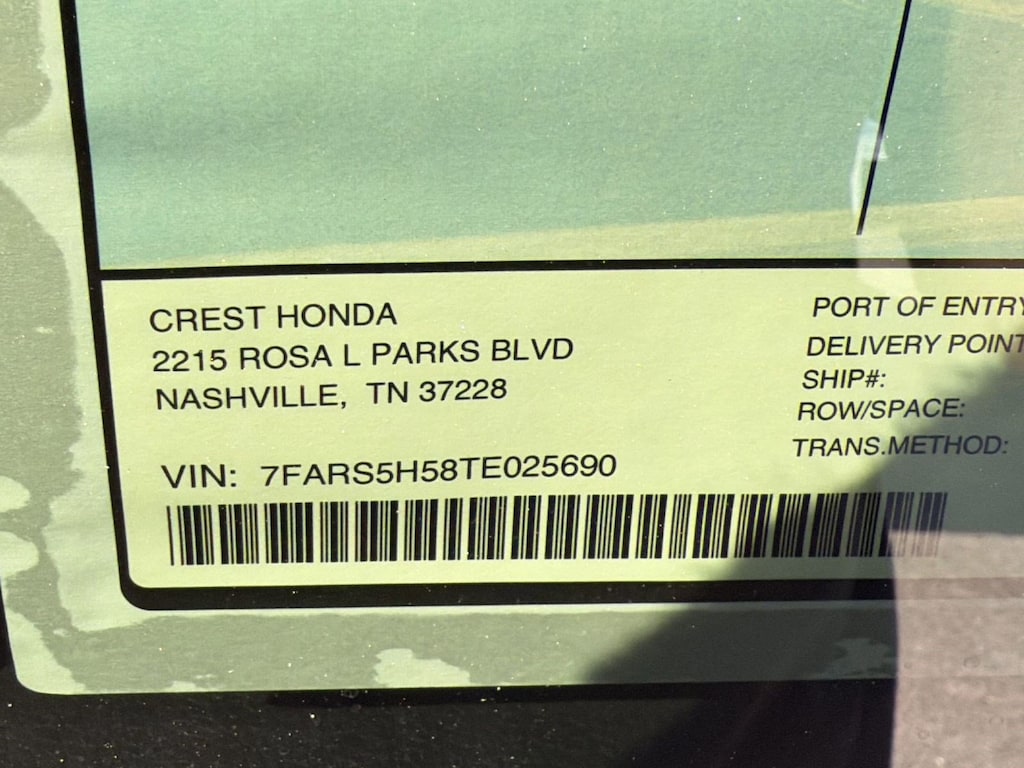 CREST HONDA
2215 ROSA L PARKS BLVD
NASHVILLE, TN 37228
VIN: 7FARS5H58TE025690
PORT OF ENTRY
DELIVERY POINT
SHIP#:
ROW/SPACE:
TRANS.METHOD: